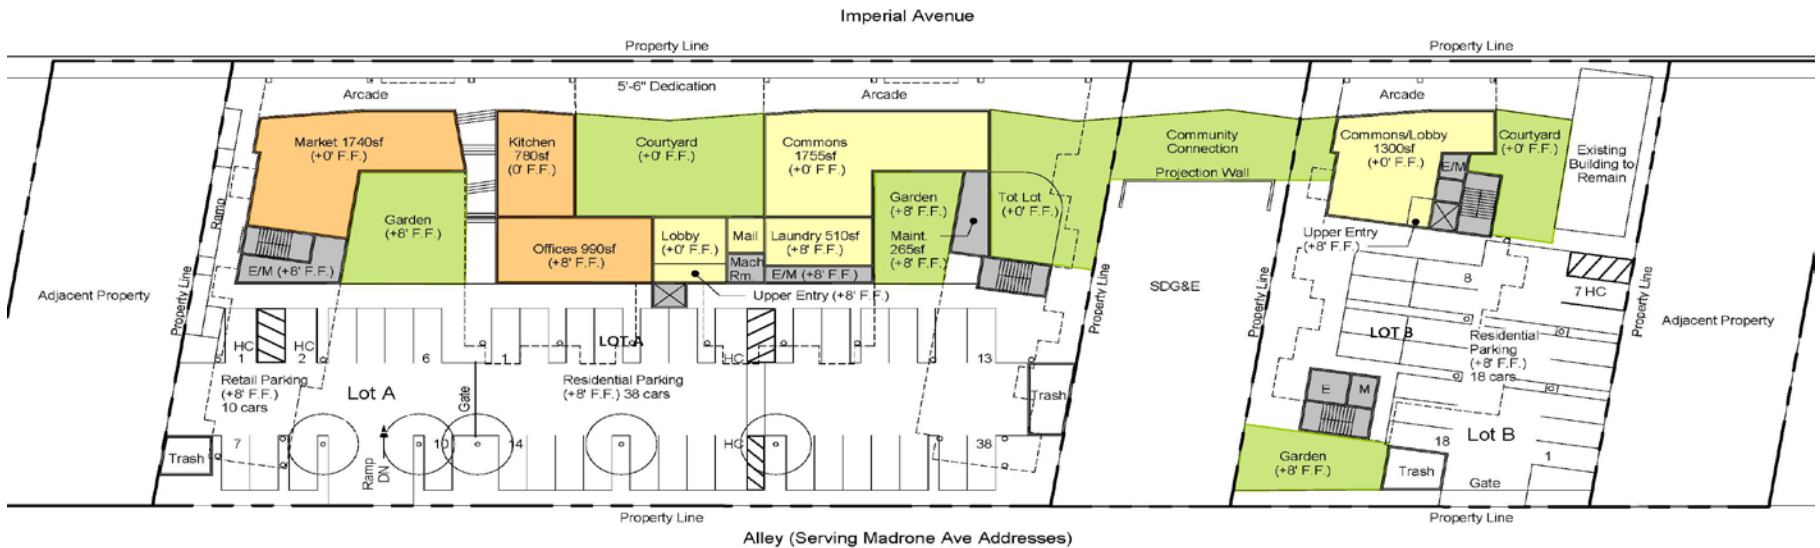 Imperial Avenue
Property Line
Property Line
Arcade
5'-6" Dedication
Arcade
Arcade
Market 1740sf
(+0' F.F.)
Kitchen
780sf
(0' F.F.)
Courtyard
(+0' F.F.)
Commons
1755sf
(+0' F.F.)
Community
Connection
Commons/Lobby
1300sf
(+0' F.F.)
Courtyard
(+0' F.F.)
Existing
Building to
Remain
E/M
Projection Wall
Ramp
Garden
(+8' F.F.)
Garden
(+8' F.F.)
Tot Lot
(+0' F.F.)
Maint.
265sf
(+8' F.F.)
Offices 990sf
(+8' F.F.)
Lobby
(+0' F.F.)
Mail
Mach
Rm.
Laundry 510sf
(+8' F.F.)
E/M (+8' F.F.)
E/M (+8' F.F.)
Upper Entry
(+8' F.F.)
Upper Entry (+8' F.F.)
Adjacent Property
Property Line
Property Line
SDG&E
Property Line
8
7 HC
Property Line
Adjacent Property
LOT A
LOT B
HC
1
HC
2
6
1
HC
13
Residential
Parking
(+8' F.F.)
18 cars
Retail Parking
(+8' F.F.)
10 cars
Lot A
Gate
Residential Parking
(+8' F.F.) 38 cars
Trash
E
M
7
10
14
HC
38
18
Lot B
1
Trash
Ramp
DN
Garden
(+8' F.F.)
Trash
Gate
Property Line
Property Line
Alley (Serving Madrone Ave Addresses)